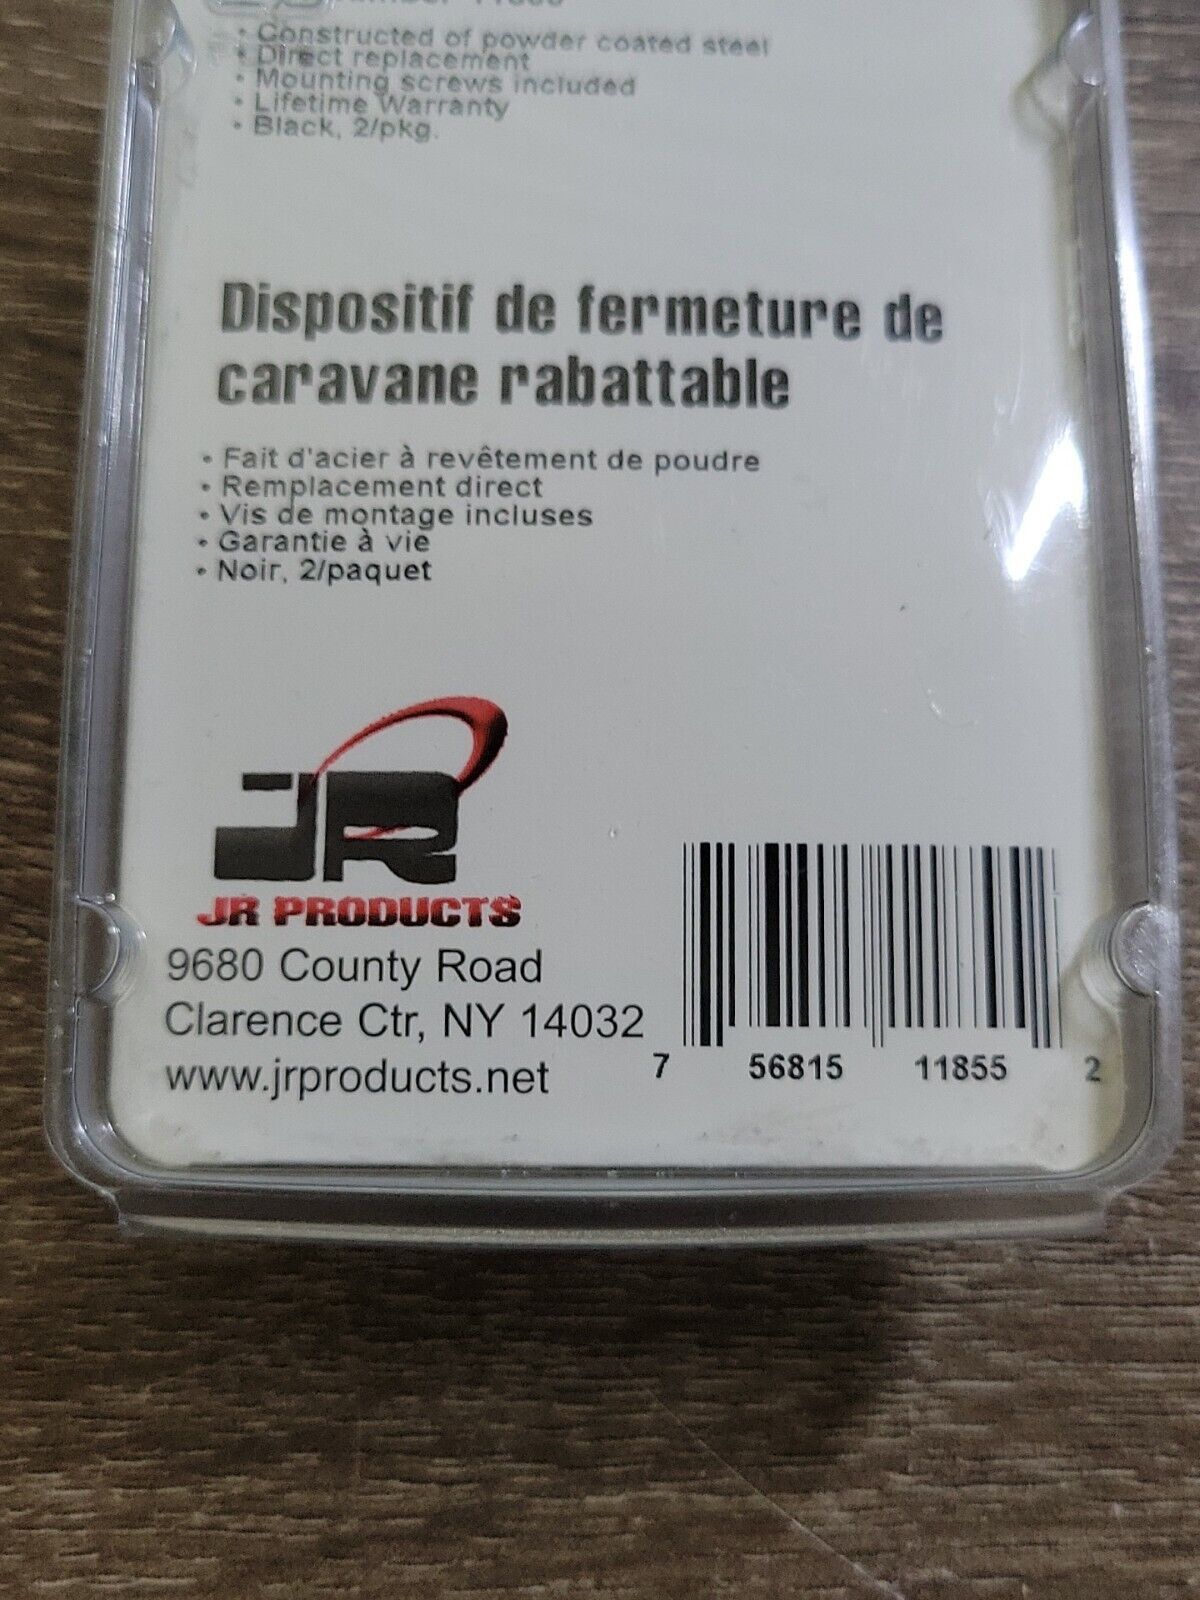 • Constructed of powder coated steel
• Direct replacement
• Mounting screws included
• Lifetime Warranty
• Black, 2/pkg.
Dispositif de fermeture de
caravane rabattable
• Fait d'acier à revêtement de poudre
• Remplacement direct
• Vis de montage incluses
• Garantie à vie
• Noir, 2/paquet
JR
JR PRODUCTS
9680 County Road
Clarence Ctr, NY 14032
www.jrproducts.net
7 56815 11855 2